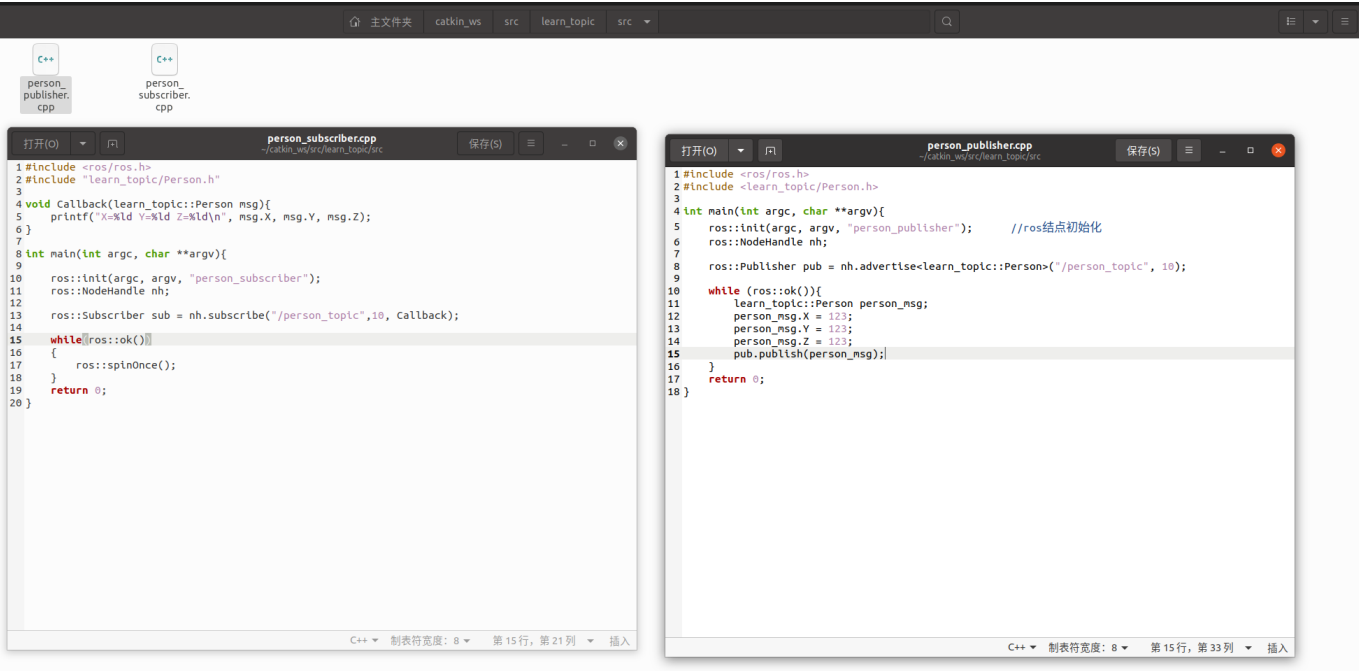 主文件夹 catkin_ws src learn_topic src
C++ C++
person_
publisher.
cpp
person_
subscriber.
cpp
打开(O)
person_subscriber.cpp
~/catkin_ws/src/learn_topic/src
保存(S)
1 #include <ros/ros.h>
2 #include "learn_topic/Person.h"
3
4 void Callback(learn_topic::Person msg){
5     printf("X=%ld Y=%ld Z=%ld\n", msg.X, msg.Y, msg.Z);
6 }
7
8 int main(int argc, char **argv){
9
10     ros::init(argc, argv, "person_subscriber");
11     ros::NodeHandle nh;
12
13     ros::Subscriber sub = nh.subscribe("/person_topic",10, Callback);
14
15     while(ros::ok())
16     {
17         ros::spinOnce();
18     }
19     return 0;
20 }
C++ 制表符宽度：8 第 15 行，第 21 列 插入
打开(O)
person_publisher.cpp
~/catkin_ws/src/learn_topic/src
保存(S)
1 #include <ros/ros.h>
2 #include <learn_topic/Person.h>
3
4 int main(int argc, char **argv){
5     ros::init(argc, argv, "person_publisher");      //ros结点初始化
6     ros::NodeHandle nh;
7
8     ros::Publisher pub = nh.advertise<learn_topic::Person>("/person_topic", 10);
9
10     while (ros::ok()){
11         learn_topic::Person person_msg;
12         person_msg.X = 123;
13         person_msg.Y = 123;
14         person_msg.Z = 123;
15         pub.publish(person_msg);
16     }
17     return 0;
18 }
C++ 制表符宽度：8 第 15 行，第 33 列 插入